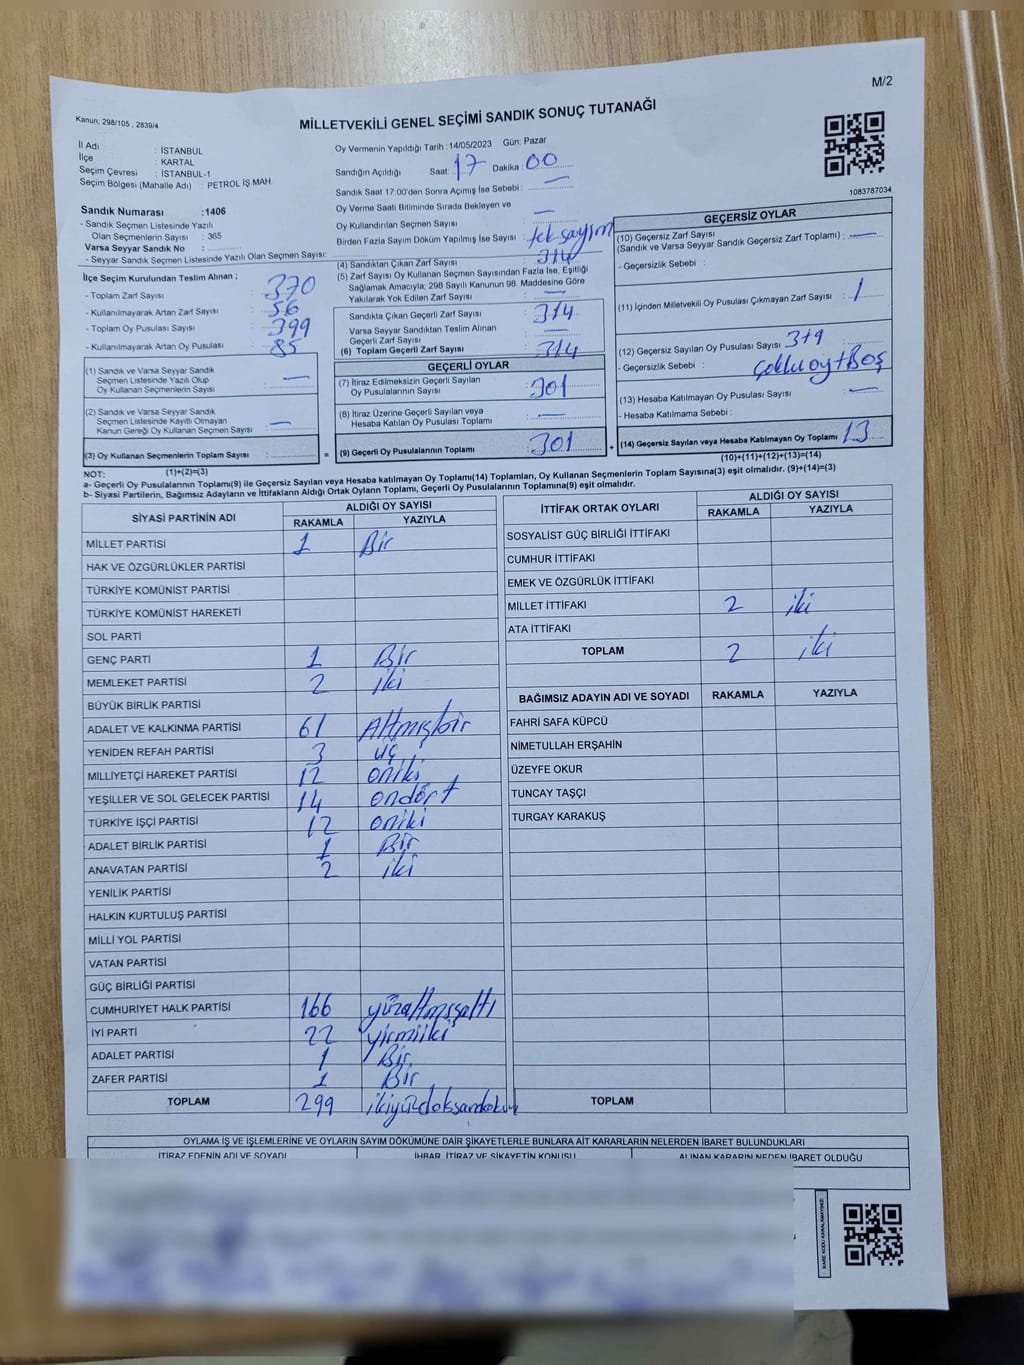 M/2
Kanun; 298/105 , 2839/4
MİLLETVEKİLİ GENEL SEÇİMİ SANDIK SONUÇ TUTANAĞI
İl Adı : İSTANBUL
İlçe : KARTAL
Seçim Çevresi : İSTANBUL-1
Seçim Bölgesi (Mahalle Adı) : PETROL İŞ MAH.
Sandık Numarası :1406
- Sandık Seçmen Listesinde Yazılı
Olan Seçmenlerin Sayısı : 365
Varsa Seyyar Sandık No :
- Seyyar Sandık Seçmen Listesinde Yazılı Olan Seçmen Sayısı:
Oy Vermenin Yapıldığı Tarih :14/05/2023 Gün: Pazar
Sandığın Açıldığı Saat: 17 Dakika : 00
Sandık Saat 17:00'den Sonra Açımış İse Sebebi : —
Oy Verme Saati Bitiminde Sırada Bekleyen ve
Oy Kullandırılan Seçmen Sayısı : —
Birden Fazla Sayım Döküm Yapılmış İse Sayısı : tek sayım
1083787034
İlçe Seçim Kurulundan Teslim Alınan ;
- Toplam Zarf Sayısı : 370
- Kullanılmayarak Artan Zarf Sayısı : 56
- Toplam Oy Pusulası Sayısı : 399
- Kullanılmayarak Artan Oy Pusulası : 85
(1) Sandık ve Varsa Seyyar Sandık
Seçmen Listesinde Yazılı Olup
Oy Kullanan Seçmenlerin Sayısı : —
(2) Sandık ve Varsa Seyyar Sandık
Seçmen Listesinde Kayıtlı Olmayan
Kanun Gereği Oy Kullanan Seçmen Sayısı : —
(3) Oy Kullanan Seçmenlerin Toplam Sayısı :
(1)+(2)=(3)
(4) Sandıktan Çıkan Zarf Sayısı : 314
(5) Zarf Sayısı Oy Kullanan Seçmen Sayısından Fazla İse, Eşitliği
Sağlamak Amacıyla; 298 Sayılı Kanunun 98. Maddesine Göre
Yakılarak Yok Edilen Zarf Sayısı : —
Sandıkta Çıkan Geçerli Zarf Sayısı : 314
Varsa Seyyar Sandıktan Teslim Alınan
Geçerli Zarf Sayısı : —
(6) Toplam Geçerli Zarf Sayısı : 314
GEÇERLİ OYLAR
(7) İtiraz Edilmeksizin Geçerli Sayılan
Oy Pusulalarının Sayısı : 301
(8) İtiraz Üzerine Geçerli Sayılan veya
Hesaba Katılan Oy Pusulası Toplamı : —
= (9) Geçerli Oy Pusulalarının Toplamı : 301 +
GEÇERSİZ OYLAR
(10) Geçersiz Zarf Sayısı
(Sandık ve Varsa Seyyar Sandık Geçersiz Zarf Toplamı) : —
- Geçersizlik Sebebi :
(11) İçinden Milletvekili Oy Pusulası Çıkmayan Zarf Sayısı : 1
(12) Geçersiz Sayılan Oy Pusulası Sayısı : 3+9
- Geçersizlik Sebebi : Çoklu oy+Boş
(13) Hesaba Katılmayan Oy Pusulası Sayısı : —
- Hesaba Katılmama Sebebi :
(14) Geçersiz Sayılan veya Hesaba Katılmayan Oy Toplamı : 13
(10)+(11)+(12)+(13)=(14)
NOT:
a- Geçerli Oy Pusulalarının Toplamı(9) ile Geçersiz Sayılan veya Hesaba katılmayan Oy Toplamı(14) Toplamları, Oy Kullanan Seçmenlerin Toplam Sayısına(3) eşit olmalıdır. (9)+(14)=(3)
b- Siyasi Partilerin, Bağımsız Adayların ve İttifakların Aldığı Ortak Oyların Toplamı, Geçerli Oy Pusulalarının Toplamına(9) eşit olmalıdır.
SİYASİ PARTİNİN ADI ALDIĞI OY SAYISI
RAKAMLA YAZIYLA
MİLLET PARTİSİ 1 Bir
HAK VE ÖZGÜRLÜKLER PARTİSİ
TÜRKİYE KOMÜNİST PARTİSİ
TÜRKİYE KOMÜNİST HAREKETİ
SOL PARTİ
GENÇ PARTİ 1 Bir
MEMLEKET PARTİSİ 2 iki
BÜYÜK BİRLİK PARTİSİ
ADALET VE KALKINMA PARTİSİ 61 Altmışbir
YENİDEN REFAH PARTİSİ 3 üç
MİLLİYETÇİ HAREKET PARTİSİ 12 oniki
YEŞİLLER VE SOL GELECEK PARTİSİ 14 ondört
TÜRKİYE İŞÇİ PARTİSİ 12 oniki
ADALET BİRLİK PARTİSİ 1 Bir
ANAVATAN PARTİSİ 2 iki
YENİLİK PARTİSİ
HALKIN KURTULUŞ PARTİSİ
MİLLİ YOL PARTİSİ
VATAN PARTİSİ
GÜÇ BİRLİĞİ PARTİSİ
CUMHURİYET HALK PARTİSİ 166 yüzaltmışaltı
İYİ PARTİ 22 yirmiiki
ADALET PARTİSİ 1 Bir
ZAFER PARTİSİ 1 Bir
TOPLAM 299 ikiyüzdoksandokuz
İTTİFAK ORTAK OYLARI ALDIĞI OY SAYISI
RAKAMLA YAZIYLA
SOSYALİST GÜÇ BİRLİĞİ İTTİFAKI
CUMHUR İTTİFAKI
EMEK VE ÖZGÜRLÜK İTTİFAKI
MİLLET İTTİFAKI 2 iki
ATA İTTİFAKI
TOPLAM 2 iki
BAĞIMSIZ ADAYIN ADI VE SOYADI RAKAMLA YAZIYLA
FAHRİ SAFA KÜPCÜ
NİMETULLAH ERŞAHİN
ÜZEYFE OKUR
TUNCAY TAŞÇI
TURGAY KARAKUŞ
TOPLAM
OYLAMA İŞ VE İŞLEMLERİNE VE OYLARIN SAYIM DÖKÜMÜNE DAİR ŞİKAYETLERLE BUNLARA AİT KARARLARIN NELERDEN İBARET BULUNDUKLARI
İTİRAZ EDENİN ADI VE SOYADI İHBAR, İTİRAZ VE ŞİKAYETİN KONUSU ALINAN KARARIN NEDEN İBARET OLDUĞU
KARE KODU KARALAMAYINIZ!